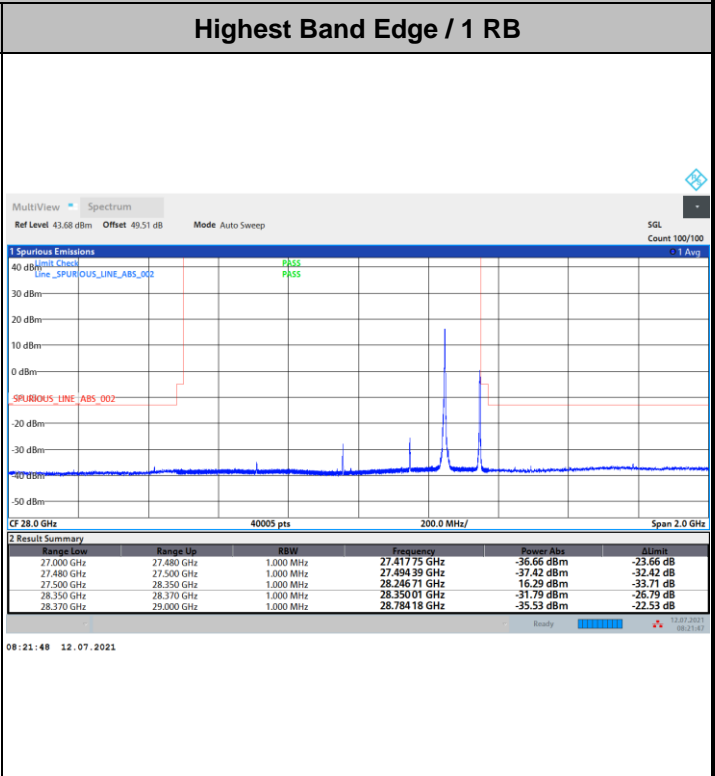 Highest Band Edge / 1 RB
MultiView Spectrum
Ref Level 43.68 dBm Offset 49.51 dB Mode Auto Sweep SGL
Count 100/100
1 Spurious Emissions 1 Avg
40 dBm Limit Check PASS
Line _SPURIOUS_LINE_ABS_002 PASS
30 dBm
20 dBm
10 dBm
0 dBm
_SPURIOUS_LINE_ABS_002
-20 dBm
-30 dBm
-40 dBm
-50 dBm
CF 28.0 GHz 40005 pts 200.0 MHz/ Span 2.0 GHz
2 Result Summary
Range Low Range Up RBW Frequency Power Abs ΔLimit
27.000 GHz 27.480 GHz 1.000 MHz 27.417 75 GHz -36.66 dBm -23.66 dB
27.480 GHz 27.500 GHz 1.000 MHz 27.494 39 GHz -37.42 dBm -32.42 dB
27.500 GHz 28.350 GHz 1.000 MHz 28.246 71 GHz 16.29 dBm -33.71 dB
28.350 GHz 28.370 GHz 1.000 MHz 28.350 01 GHz -31.79 dBm -26.79 dB
28.370 GHz 29.000 GHz 1.000 MHz 28.784 18 GHz -35.53 dBm -22.53 dB
Ready 12.07.2021
08:21:47
08:21:48 12.07.2021